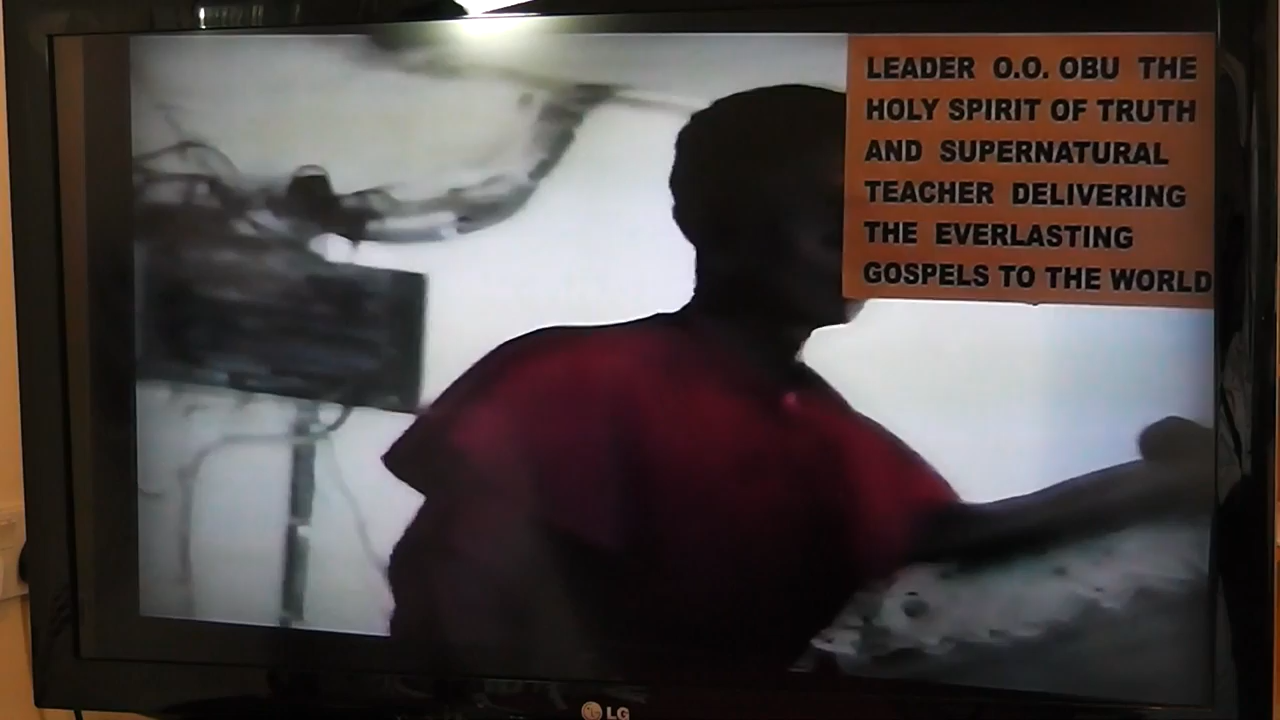 LEADER O.O. OBU THE
HOLY SPIRIT OF TRUTH
AND SUPERNATURAL
TEACHER DELIVERING
THE EVERLASTING
GOSPELS TO THE WORLD
LG